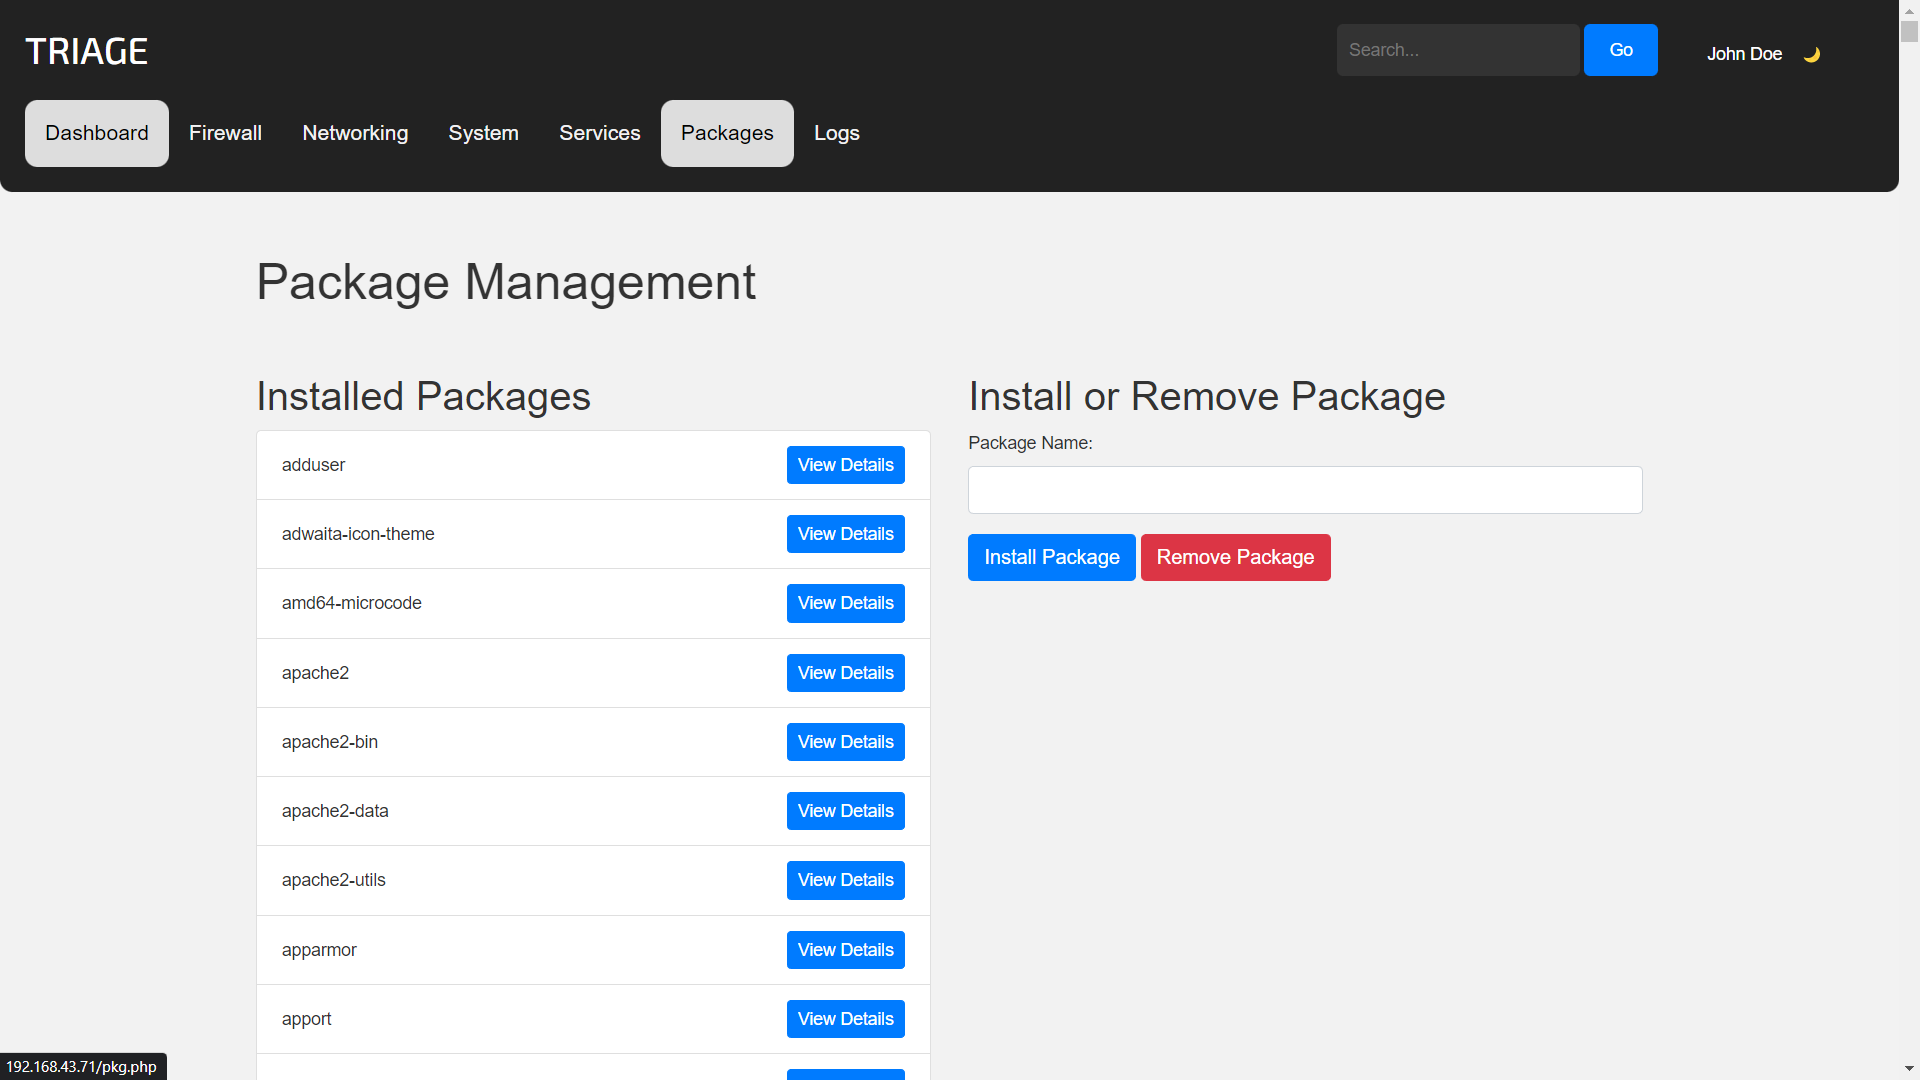 TRIAGE
Search...
Go
John Doe
Dashboard
Firewall
Networking
System
Services
Packages
Logs
Package Management
Installed Packages
adduser
View Details
adwaita-icon-theme
View Details
amd64-microcode
View Details
apache2
View Details
apache2-bin
View Details
apache2-data
View Details
apache2-utils
View Details
apparmor
View Details
apport
View Details
Install or Remove Package
Package Name:
Install Package
Remove Package
192.168.43.71/pkg.php